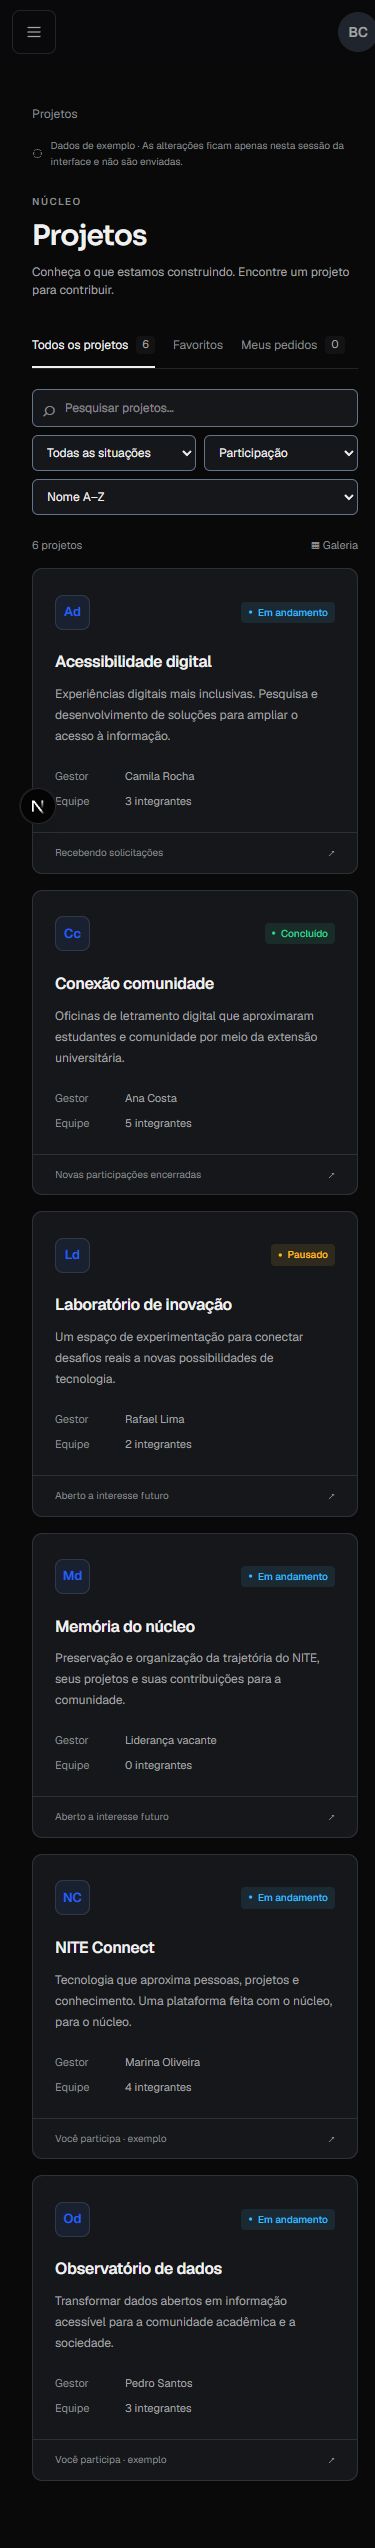 BC
Projetos
Dados de exemplo · As alterações ficam apenas nesta sessão da
interface e não são enviadas.
NÚCLEO
Projetos
Conheça o que estamos construindo. Encontre um projeto
para contribuir.
Todos os projetos 6 Favoritos Meus pedidos 0
Pesquisar projetos...
Todas as situações Participação
Nome A–Z
6 projetos Galeria
Ad Em andamento
Acessibilidade digital
Experiências digitais mais inclusivas. Pesquisa e
desenvolvimento de soluções para ampliar o
acesso à informação.
Gestor Camila Rocha
N Equipe 3 integrantes
Recebendo solicitações
Cc Concluído
Conexão comunidade
Oficinas de letramento digital que aproximaram
estudantes e comunidade por meio da extensão
universitária.
Gestor Ana Costa
Equipe 5 integrantes
Novas participações encerradas
Ld Pausado
Laboratório de inovação
Um espaço de experimentação para conectar
desafios reais a novas possibilidades de
tecnologia.
Gestor Rafael Lima
Equipe 2 integrantes
Aberto a interesse futuro
Md Em andamento
Memória do núcleo
Preservação e organização da trajetória do NITE,
seus projetos e suas contribuições para a
comunidade.
Gestor Liderança vacante
Equipe 0 integrantes
Aberto a interesse futuro
NC Em andamento
NITE Connect
Tecnologia que aproxima pessoas, projetos e
conhecimento. Uma plataforma feita com o núcleo,
para o núcleo.
Gestor Marina Oliveira
Equipe 4 integrantes
Você participa · exemplo
Od Em andamento
Observatório de dados
Transformar dados abertos em informação
acessível para a comunidade acadêmica e a
sociedade.
Gestor Pedro Santos
Equipe 3 integrantes
Você participa · exemplo